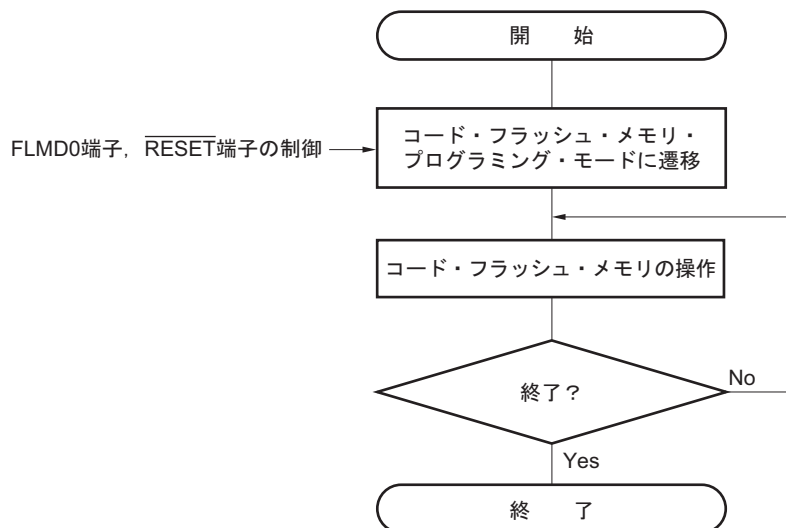 開　　始
FLMD0端子，RESET端子の制御
コード・フラッシュ・メモリ・
プログラミング・モードに遷移
コード・フラッシュ・メモリの操作
終了？
No
Yes
終　　了